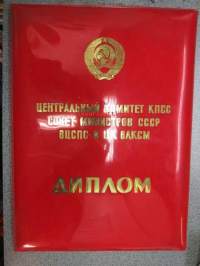 ЦЕНТРАЛЬНЫЙ КОМИТЕТ КПСС
СОВЕТ МИНИСТРОВ СССР
ВЦСПС И ЦК ВЛКСМ
ДИПЛОМ